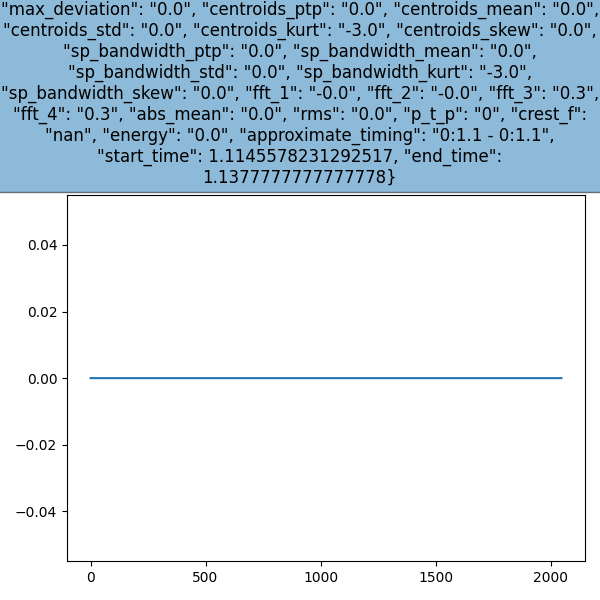 "max_deviation": "0.0", "centroids_ptp": "0.0", "centroids_mean": "0.0",
"centroids_std": "0.0", "centroids_kurt": "-3.0", "centroids_skew": "0.0",
"sp_bandwidth_ptp": "0.0", "sp_bandwidth_mean": "0.0",
"sp_bandwidth_std": "0.0", "sp_bandwidth_kurt": "-3.0",
"sp_bandwidth_skew": "0.0", "fft_1": "-0.0", "fft_2": "-0.0", "fft_3": "0.3",
"fft_4": "0.3", "abs_mean": "0.0", "rms": "0.0", "p_t_p": "0", "crest_f":
"nan", "energy": "0.0", "approximate_timing": "0:1.1 - 0:1.1",
"start_time": 1.1145578231292517, "end_time":
1.1377777777777778}
0.04
0.02
0.00
−0.02
−0.04
0 500 1000 1500 2000